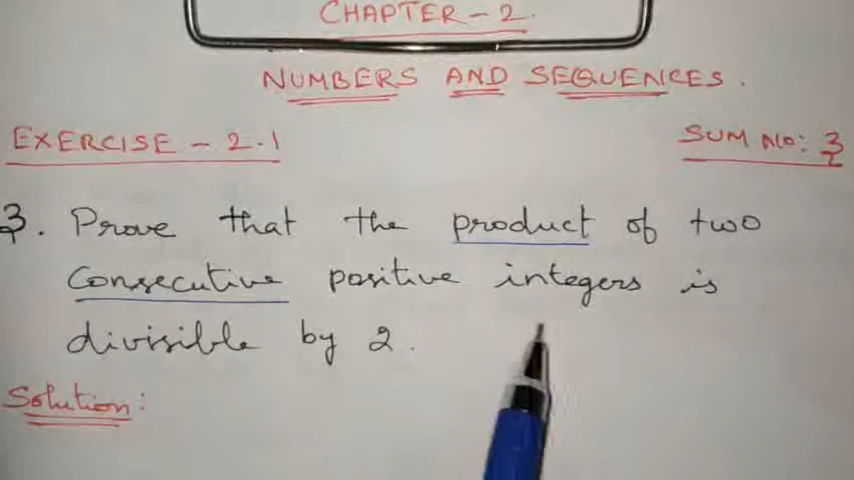 CHAPTER - 2.
NUMBERS AND SEQUENCES.
EXERCISE - 2.1
SUM No: 3
3. Prove that the product of two
Consecutive positive integers is
divisible by 2.
Solution: